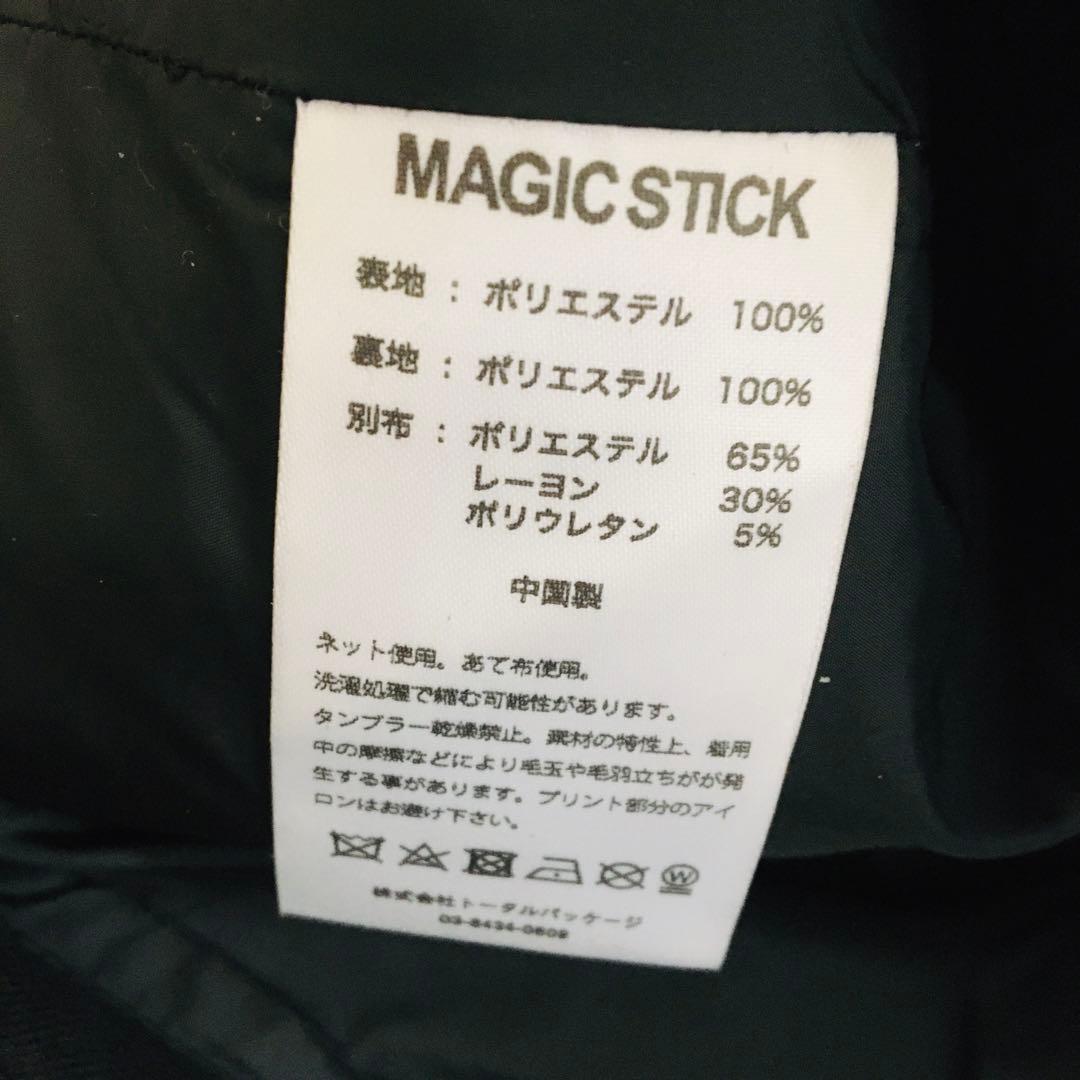 MAGIC STICK
表地 : ポリエステル 100%
裏地 : ポリエステル 100%
別布 : ポリエステル 65%
レーヨン 30%
ポリウレタン 5%
中国製
ネット使用。あて布使用。
洗濯処理で縮む可能性があります。
タンブラー乾燥禁止。素材の特性上、着用
中の摩擦などにより毛玉や毛羽立ちがが発
生する事があります。プリント部分のアイ
ロンはお避け下さい。
W
株式会社トータルパッケージ